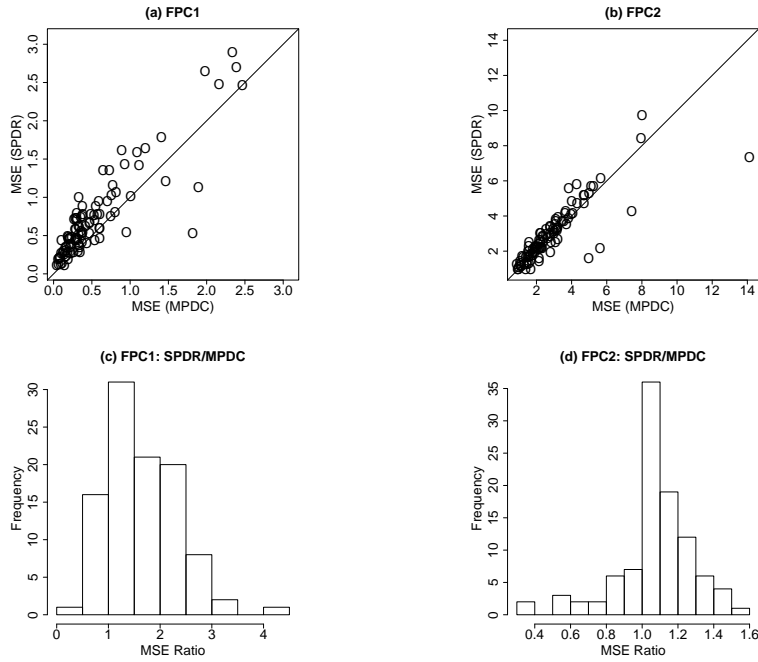 (a) FPC1
MSE (SPDR)
0.0 0.5 1.0 1.5 2.0 2.5 3.0
0.0 0.5 1.0 1.5 2.0 2.5 3.0
MSE (MPDC)
(b) FPC2
MSE (SPDR)
2 4 6 8 10 12 14
2 4 6 8 10 12 14
MSE (MPDC)
(c) FPC1: SPDR/MPDC
Frequency
0 5 10 15 20 25 30
0 1 2 3 4
MSE Ratio
(d) FPC2: SPDR/MPDC
Frequency
0 5 10 15 20 25 30 35
0.4 0.6 0.8 1.0 1.2 1.4 1.6
MSE Ratio